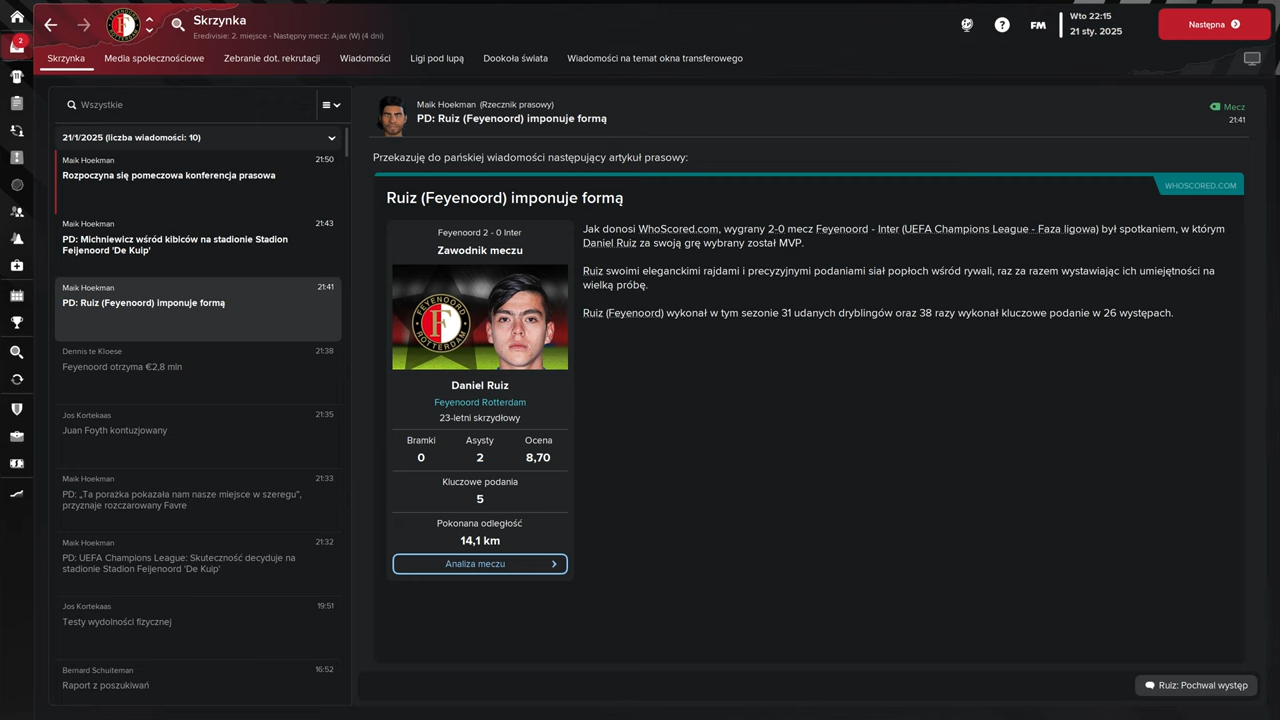 Skrzynka
Eredivisie: 2. miejsce - Następny mecz: Ajax (W) (4 dni)
FM
Wto 22:15
21 sty. 2025
Następna
2
Skrzynka
Media społecznościowe
Zebranie dot. rekrutacji
Wiadomości
Ligi pod lupą
Dookoła świata
Wiadomości na temat okna transferowego
Wszystkie
21/1/2025 (liczba wiadomości: 10)
Maik Hoekman 21:50
Rozpoczyna się pomeczowa konferencja prasowa
Maik Hoekman 21:43
PD: Michniewicz wśród kibiców na stadionie Stadion
Feijenoord 'De Kuip'
Maik Hoekman 21:41
PD: Ruiz (Feyenoord) imponuje formą
Dennis te Kloese 21:38
Feyenoord otrzyma €2,8 mln
Jos Kortekaas 21:35
Juan Foyth kontuzjowany
Maik Hoekman 21:33
PD: „Ta porażka pokazała nam nasze miejsce w szeregu”,
przyznaje rozczarowany Favre
Maik Hoekman 21:32
PD: UEFA Champions League: Skuteczność decyduje na
stadionie Stadion Feijenoord 'De Kuip'
Jos Kortekaas 19:51
Testy wydolności fizycznej
Bernard Schuiteman 16:52
Raport z poszukiwań
Maik Hoekman (Rzecznik prasowy)
PD: Ruiz (Feyenoord) imponuje formą
Mecz
21:41
Przekazuję do pańskiej wiadomości następujący artykuł prasowy:
WHOSCORED.COM
Ruiz (Feyenoord) imponuje formą
Feyenoord 2 - 0 Inter
Zawodnik meczu
FEYENOORD
ROTTERDAM
Daniel Ruiz
Feyenoord Rotterdam
23-letni skrzydłowy
Bramki Asysty Ocena
0 2 8,70
Kluczowe podania
5
Pokonana odległość
14,1 km
Analiza meczu
Jak donosi WhoScored.com, wygrany 2-0 mecz Feyenoord - Inter (UEFA Champions League - Faza ligowa) był spotkaniem, w którym
Daniel Ruiz za swoją grę wybrany został MVP.
Ruiz swoimi eleganckimi rajdami i precyzyjnymi podaniami siał popłoch wśród rywali, raz za razem wystawiając ich umiejętności na
wielką próbę.
Ruiz (Feyenoord) wykonał w tym sezonie 31 udanych dryblingów oraz 38 razy wykonał kluczowe podanie w 26 występach.
Ruiz: Pochwal występ